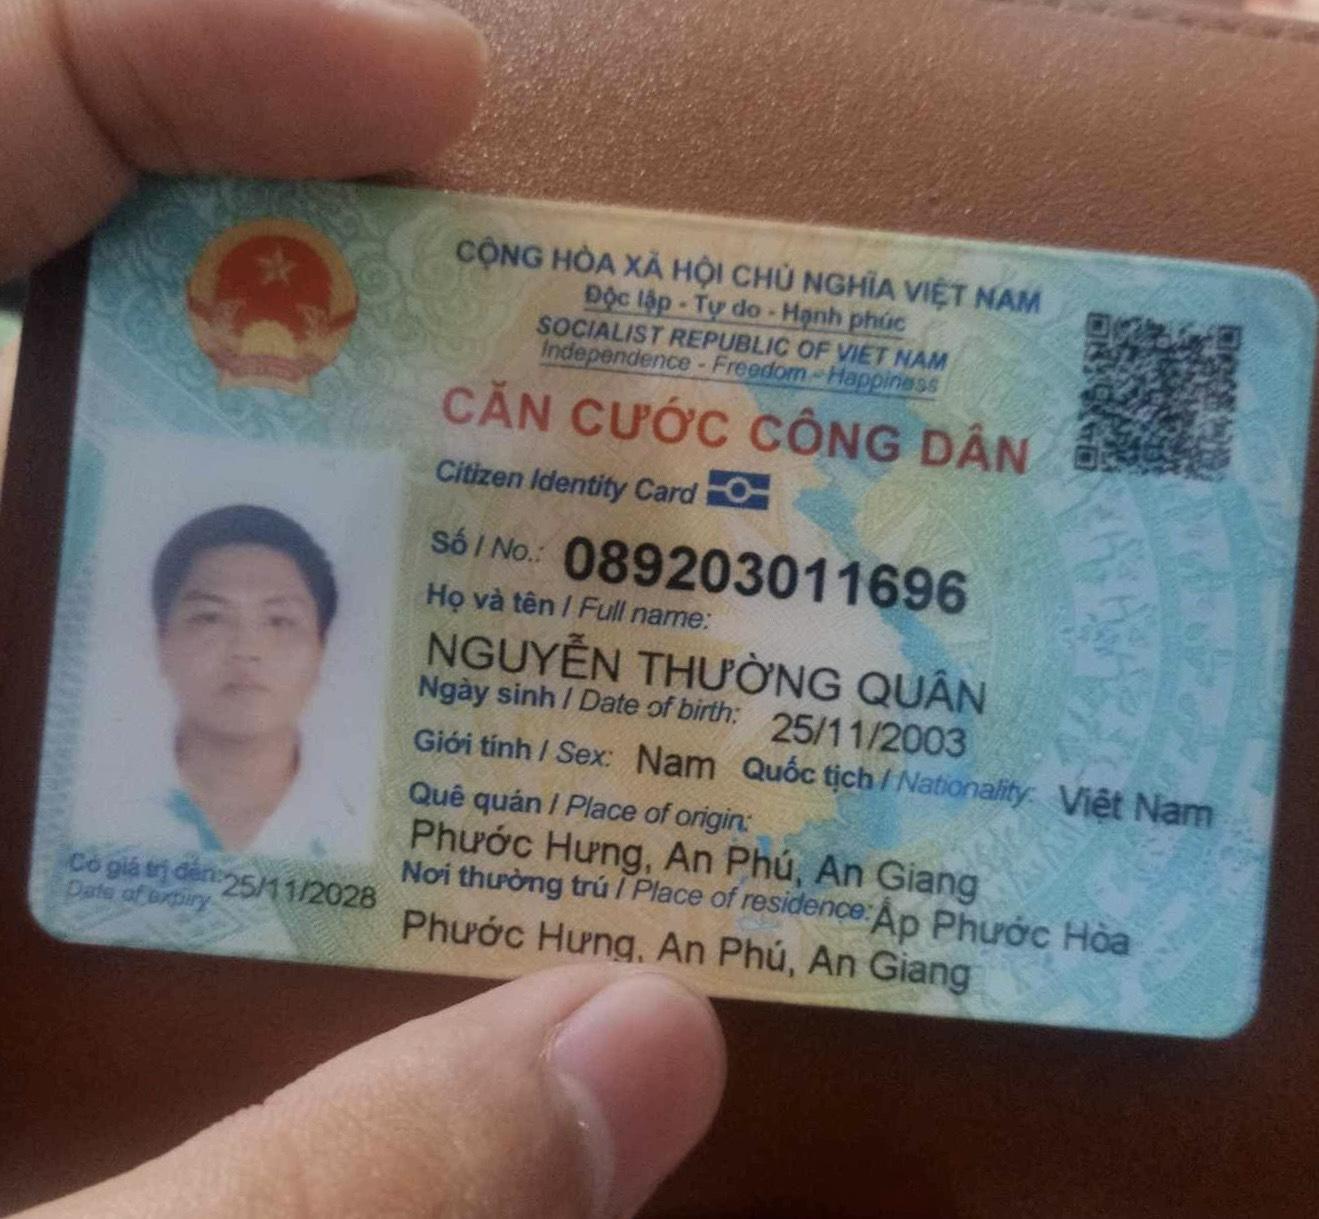 CỘNG HÒA XÃ HỘI CHỦ NGHĨA VIỆT NAM
Độc lập - Tự do - Hạnh phúc
SOCIALIST REPUBLIC OF VIET NAM
Independence - Freedom - Happiness
CĂN CƯỚC CÔNG DÂN
Citizen Identity Card
Số / No.: 089203011696
Họ và tên / Full name:
NGUYỄN THƯỜNG QUÂN
Ngày sinh / Date of birth: 25/11/2003
Giới tính / Sex: Nam Quốc tịch / Nationality: Việt Nam
Quê quán / Place of origin:
Phước Hưng, An Phú, An Giang
Nơi thường trú / Place of residence: Ấp Phước Hòa
Phước Hưng, An Phú, An Giang
Có giá trị đến: 25/11/2028
Date of expiry